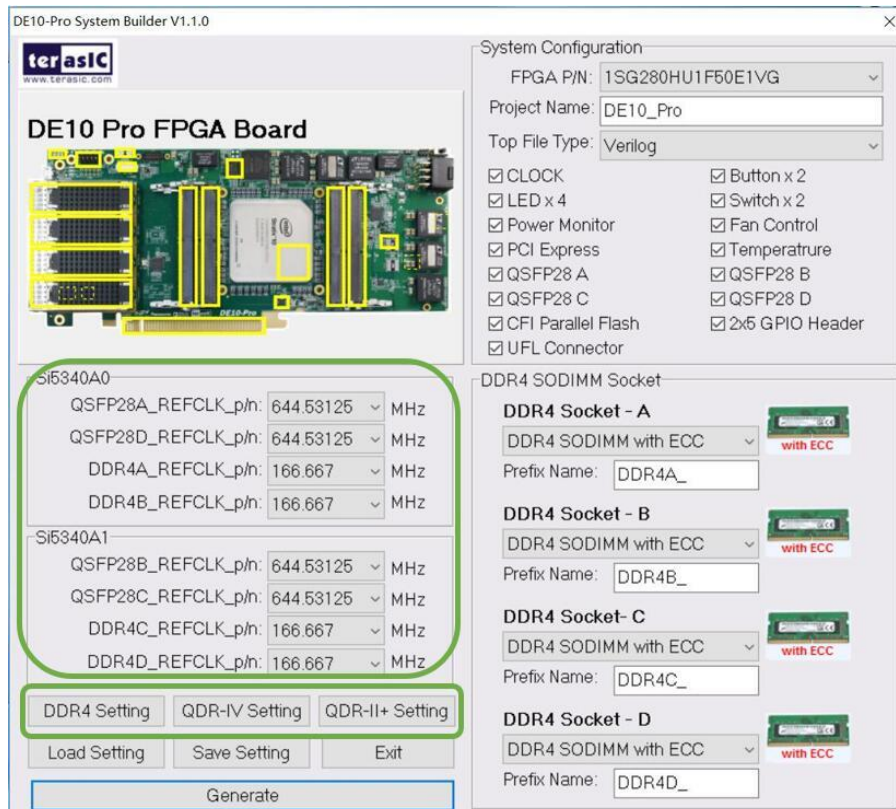 DE10-Pro System Builder V1.1.0
terasIC
www.terasic.com
DE10 Pro FPGA Board
DE10-Pro
System Configuration
FPGA P/N: 1SG280HU1F50E1VG
Project Name: DE10_Pro
Top File Type: Verilog
CLOCK Button x 2
LED x 4 Switch x 2
Power Monitor Fan Control
PCI Express Temperatrure
QSFP28 A QSFP28 B
QSFP28 C QSFP28 D
CFI Parallel Flash 2x5 GPIO Header
UFL Connector
Si5340A0
QSFP28A_REFCLK_p/n: 644.53125 MHz
QSFP28D_REFCLK_p/n: 644.53125 MHz
DDR4A_REFCLK_p/n: 166.667 MHz
DDR4B_REFCLK_p/n: 166.667 MHz
Si5340A1
QSFP28B_REFCLK_p/n: 644.53125 MHz
QSFP28C_REFCLK_p/n: 644.53125 MHz
DDR4C_REFCLK_p/n: 166.667 MHz
DDR4D_REFCLK_p/n: 166.667 MHz
DDR4 Setting QDR-IV Setting QDR-II+ Setting
Load Setting Save Setting Exit
Generate
DDR4 SODIMM Socket
DDR4 Socket - A
DDR4 SODIMM with ECC
with ECC
Prefix Name: DDR4A_
DDR4 Socket - B
DDR4 SODIMM with ECC
with ECC
Prefix Name: DDR4B_
DDR4 Socket- C
DDR4 SODIMM with ECC
with ECC
Prefix Name: DDR4C_
DDR4 Socket - D
DDR4 SODIMM with ECC
with ECC
Prefix Name: DDR4D_